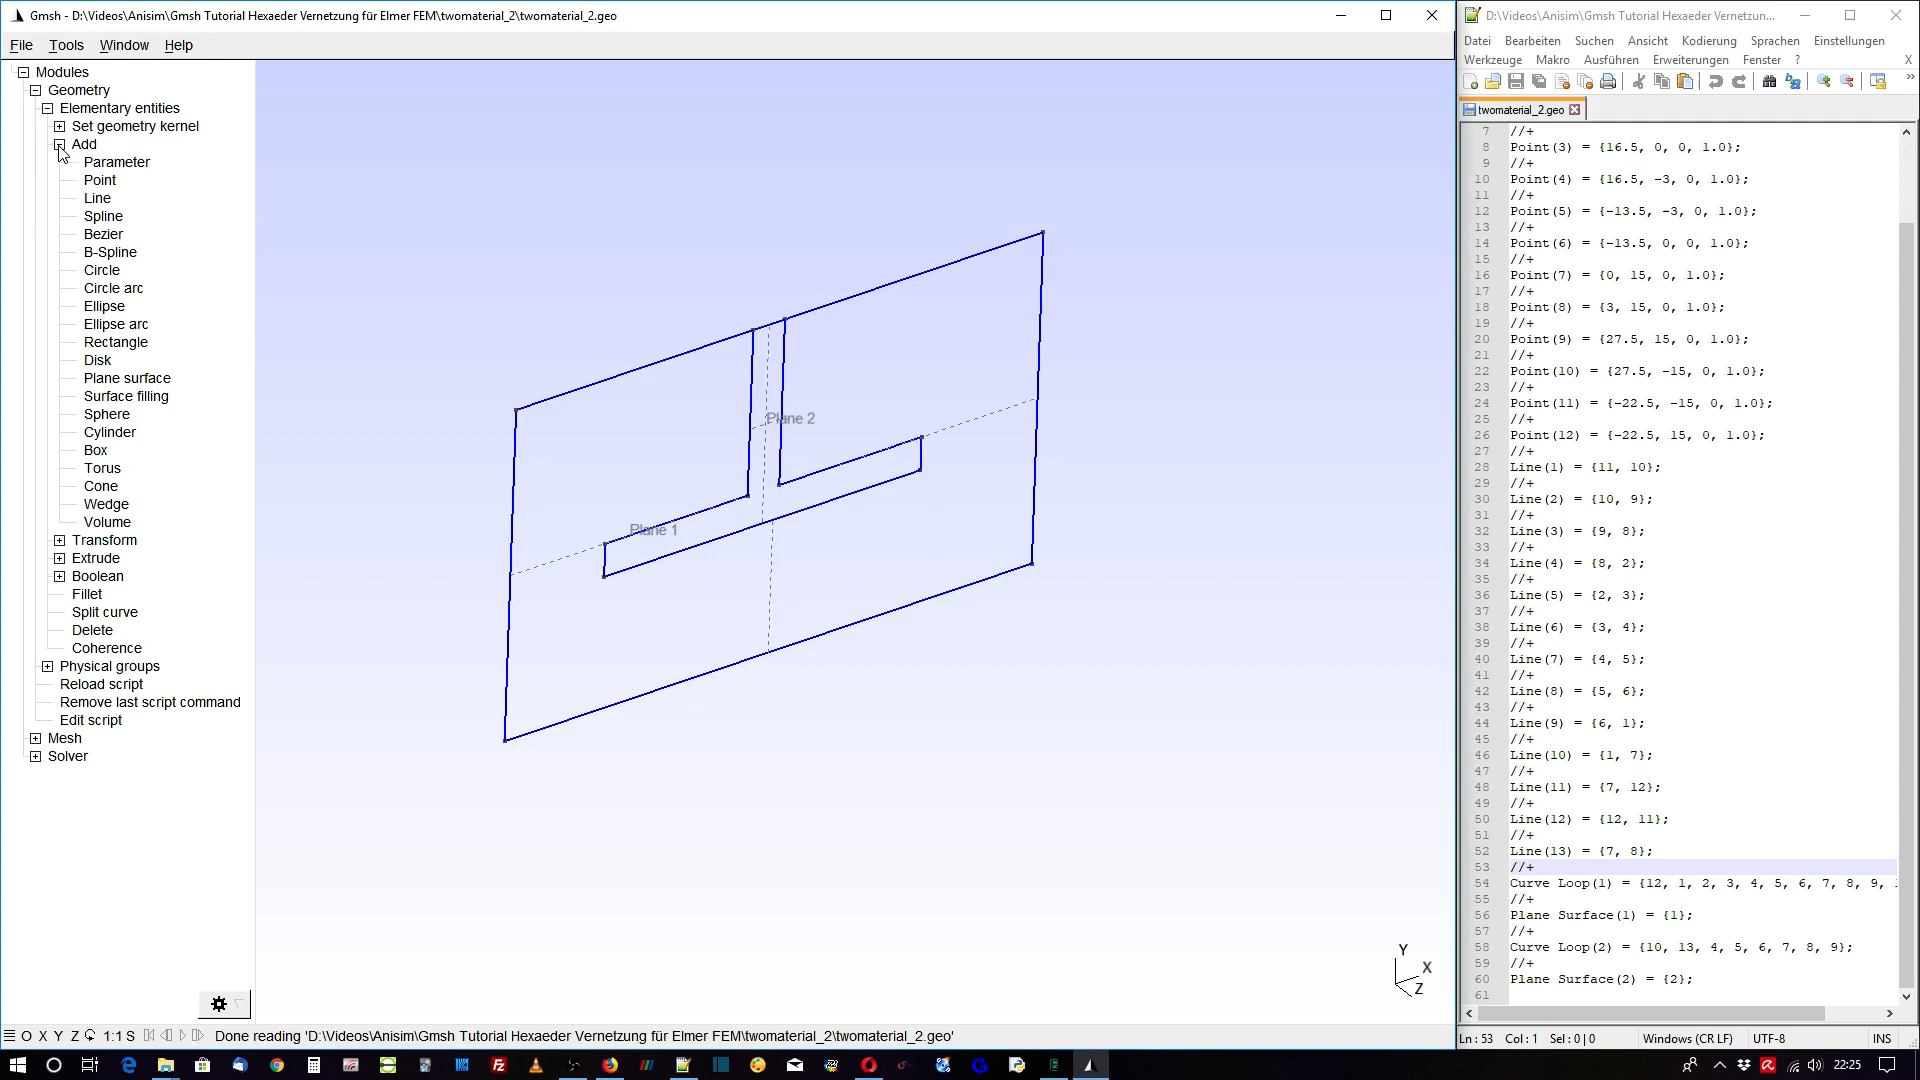 Gmsh - D:\Videos\Anisim\Gmsh Tutorial Hexaeder Vernetzung für Elmer FEM\twomaterial_2\twomaterial_2.geo
File Tools Window Help
Modules
Geometry
Elementary entities
Set geometry kernel
Add
Parameter
Point
Line
Spline
Bezier
B-Spline
Circle
Circle arc
Ellipse
Ellipse arc
Rectangle
Disk
Plane surface
Surface filling
Sphere
Cylinder
Box
Torus
Cone
Wedge
Volume
Transform
Extrude
Boolean
Fillet
Split curve
Delete
Coherence
Physical groups
Reload script
Remove last script command
Edit script
Mesh
Solver
Plane 2
Plane 1
Y
X
Z
O X Y Z 1:1 S Done reading 'D:\Videos\Anisim\Gmsh Tutorial Hexaeder Vernetzung für Elmer FEM\twomaterial_2\twomaterial_2.geo'
D:\Videos\Anisim\Gmsh Tutorial Hexaeder Vernetzun...
Datei Bearbeiten Suchen Ansicht Kodierung Sprachen Einstellungen
Werkzeuge Makro Ausführen Erweiterungen Fenster ? X
twomaterial_2.geo
7 //+
8 Point(3) = {16.5, 0, 0, 1.0};
9 //+
10 Point(4) = {16.5, -3, 0, 1.0};
11 //+
12 Point(5) = {-13.5, -3, 0, 1.0};
13 //+
14 Point(6) = {-13.5, 0, 0, 1.0};
15 //+
16 Point(7) = {0, 15, 0, 1.0};
17 //+
18 Point(8) = {3, 15, 0, 1.0};
19 //+
20 Point(9) = {27.5, 15, 0, 1.0};
21 //+
22 Point(10) = {27.5, -15, 0, 1.0};
23 //+
24 Point(11) = {-22.5, -15, 0, 1.0};
25 //+
26 Point(12) = {-22.5, 15, 0, 1.0};
27 //+
28 Line(1) = {11, 10};
29 //+
30 Line(2) = {10, 9};
31 //+
32 Line(3) = {9, 8};
33 //+
34 Line(4) = {8, 2};
35 //+
36 Line(5) = {2, 3};
37 //+
38 Line(6) = {3, 4};
39 //+
40 Line(7) = {4, 5};
41 //+
42 Line(8) = {5, 6};
43 //+
44 Line(9) = {6, 1};
45 //+
46 Line(10) = {1, 7};
47 //+
48 Line(11) = {7, 12};
49 //+
50 Line(12) = {12, 11};
51 //+
52 Line(13) = {7, 8};
53 //+
54 Curve Loop(1) = {12, 1, 2, 3, 4, 5, 6, 7, 8, 9,
55 //+
56 Plane Surface(1) = {1};
57 //+
58 Curve Loop(2) = {10, 13, 4, 5, 6, 7, 8, 9};
59 //+
60 Plane Surface(2) = {2};
61
Ln : 53 Col : 1 Sel : 0 | 0 Windows (CR LF) UTF-8 INS
22:25